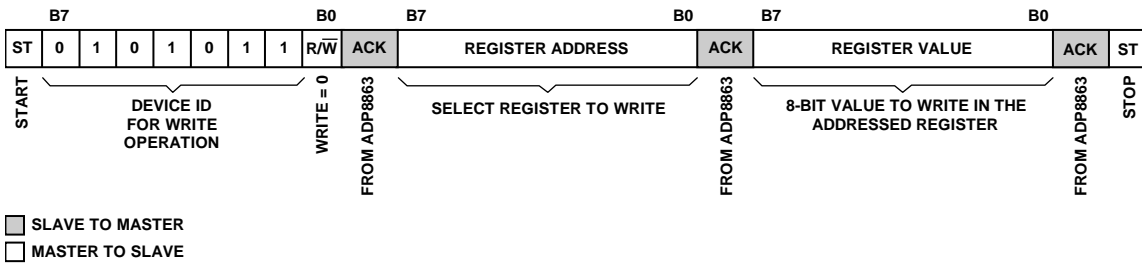 B7 B0 B7 B0 B7 B0
ST 0 1 0 1 0 1 1 R/W̅ ACK REGISTER ADDRESS ACK REGISTER VALUE ACK ST
START
DEVICE ID
FOR WRITE
OPERATION
WRITE = 0
FROM ADP8863
SELECT REGISTER TO WRITE
FROM ADP8863
8-BIT VALUE TO WRITE IN THE
ADDRESSED REGISTER
FROM ADP8863
STOP
SLAVE TO MASTER
MASTER TO SLAVE